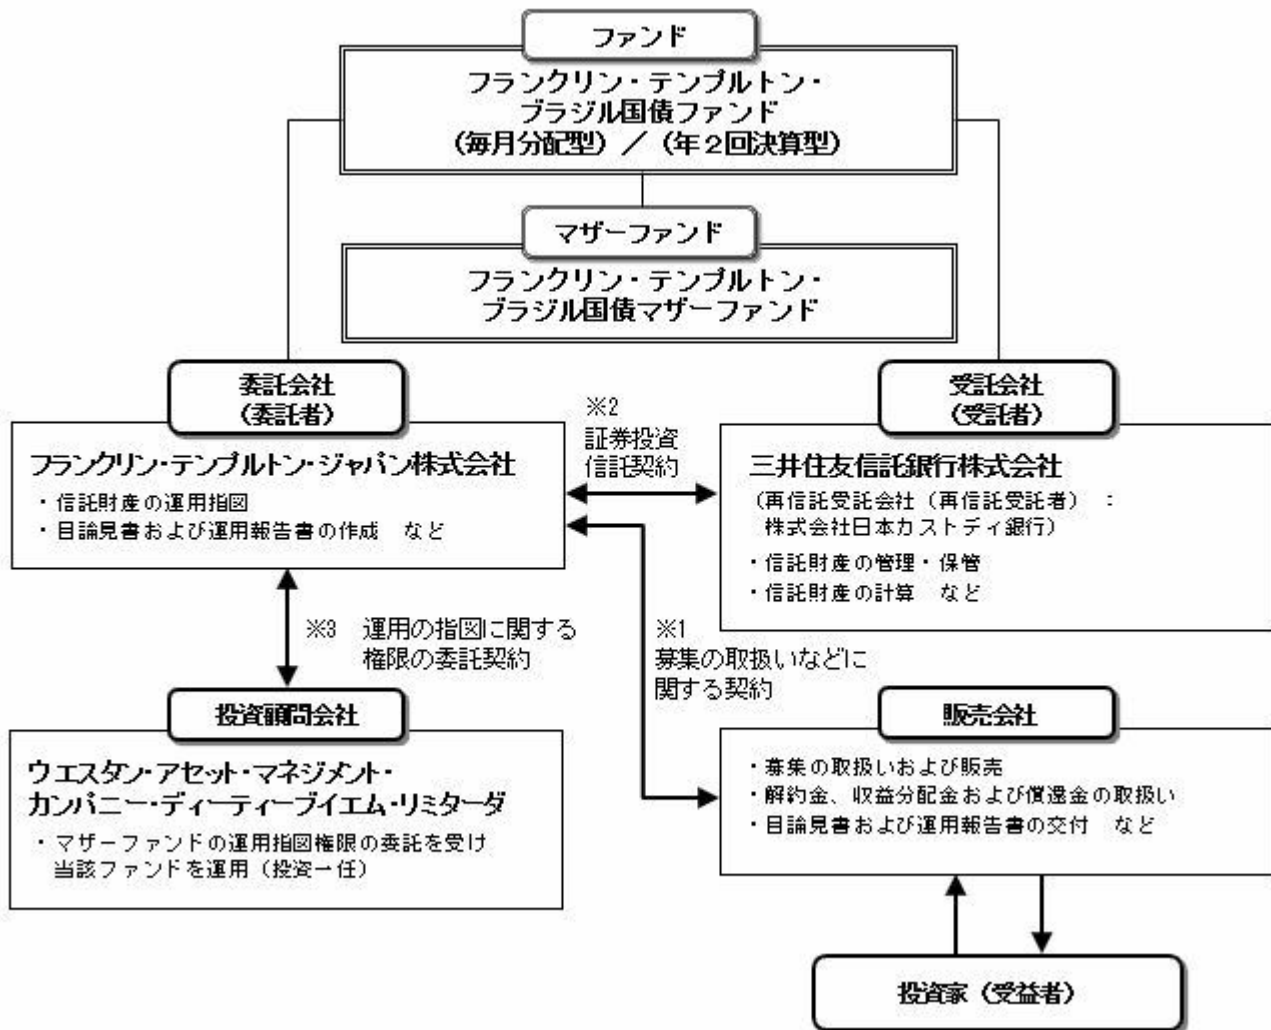 ファンド
フランクリン・テンプルトン・
ブラジル国債ファンド
（毎月分配型）／（年２回決算型）
マザーファンド
フランクリン・テンプルトン・
ブラジル国債マザーファンド
委託会社
（委託者）
フランクリン・テンプルトン・ジャパン株式会社
・信託財産の運用指図
・目論見書および運用報告書の作成　など
※2
証券投資
信託契約
受託会社
（受託者）
三井住友信託銀行株式会社
（再信託受託会社（再信託受託者）：
株式会社日本カストディ銀行）
・信託財産の管理・保管
・信託財産の計算　など
※3　運用の指図に関する
権限の委託契約
※1
募集の取扱いなどに
関する契約
投資顧問会社
ウエスタン・アセット・マネジメント・
カンパニー・ディーティーブイエム・リミターダ
・マザーファンドの運用指図権限の委託を受け
当該ファンドを運用（投資一任）
販売会社
・募集の取扱いおよび販売
・解約金、収益分配金および償還金の取扱い
・目論見書および運用報告書の交付　など
投資家（受益者）